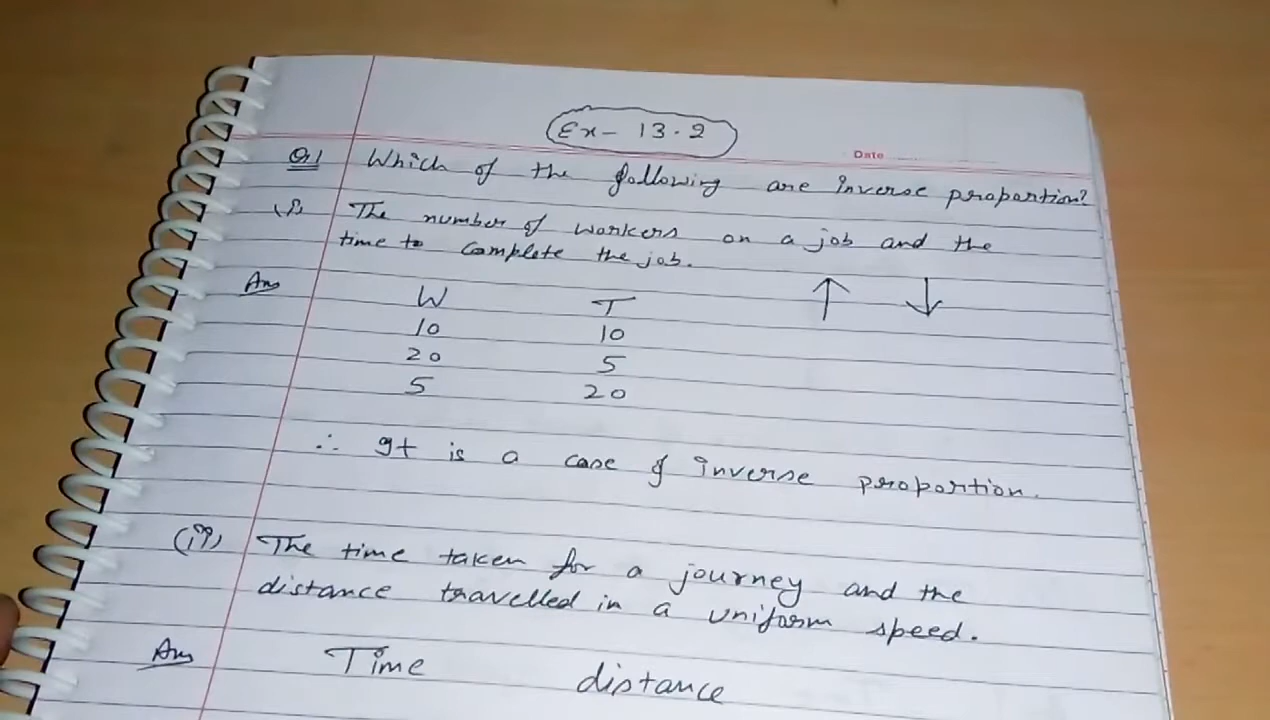 Ex- 13.2
Date
Q1 Which of the following are inverse proportion?
(i) The number of workers on a job and the
time to complete the job.
Ans W T ↑ ↓
10 10
20 5
5 20
∴ It is a case of inverse proportion.
(ii) The time taken for a journey and the
distance travelled in a uniform speed.
Ans Time distance